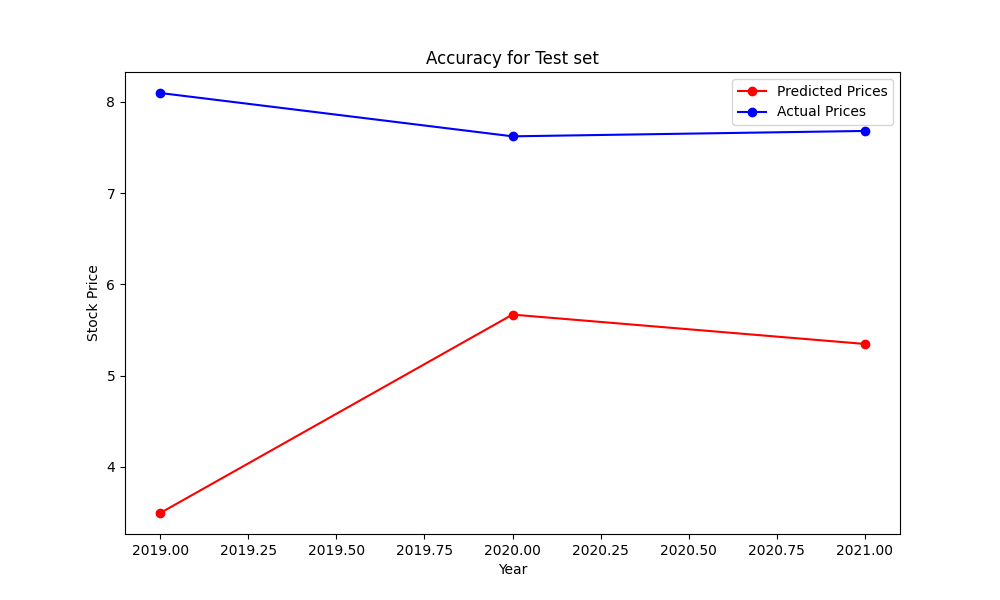 Accuracy for Test set
Predicted Prices
Actual Prices
8
7
6
5
4
Stock Price
2019.00 2019.25 2019.50 2019.75 2020.00 2020.25 2020.50 2020.75 2021.00
Year